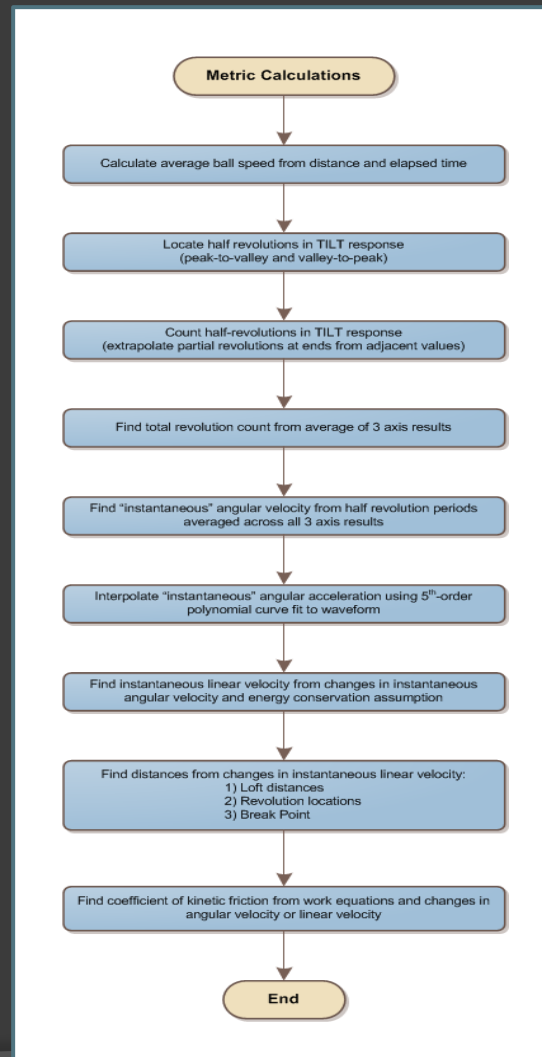 Metric Calculations
Calculate average ball speed from distance and elapsed time
Locate half revolutions in TILT response
(peak-to-valley and valley-to-peak)
Count half-revolutions in TILT response
(extrapolate partial revolutions at ends from adjacent values)
Find total revolution count from average of 3 axis results
Find “instantaneous” angular velocity from half revolution periods
averaged across all 3 axis results
Interpolate “instantaneous” angular acceleration using 5th-order
polynomial curve fit to waveform
Find instantaneous linear velocity from changes in instantaneous
angular velocity and energy conservation assumption
Find distances from changes in instantaneous linear velocity:
1) Loft distances
2) Revolution locations
3) Break Point
Find coefficient of kinetic friction from work equations and changes in
angular velocity or linear velocity
End